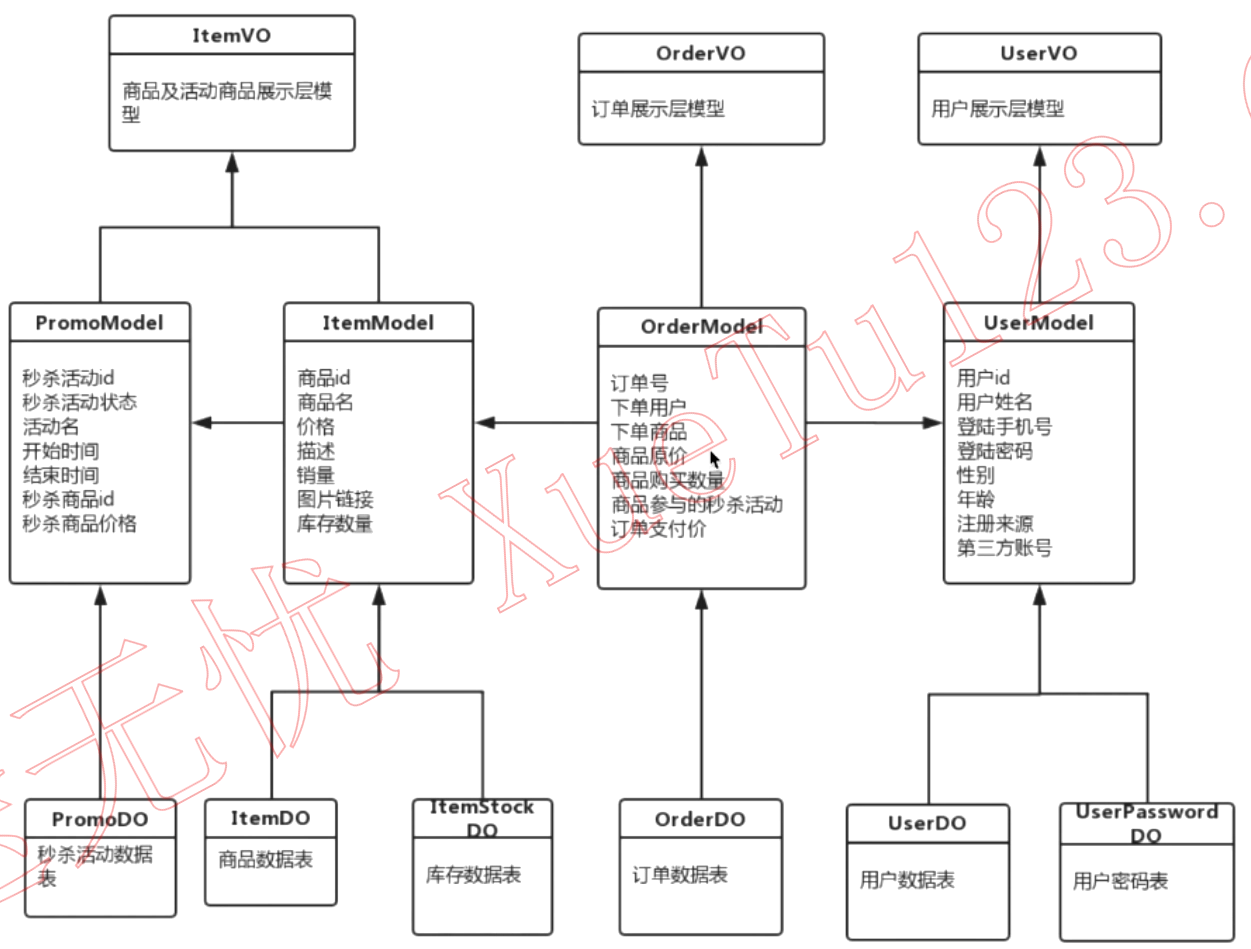 ItemVO
商品及活动商品展示层模
型
OrderVO
订单展示层模型
UserVO
用户展示层模型
PromoModel
秒杀活动id
秒杀活动状态
活动名
开始时间
结束时间
秒杀商品id
秒杀商品价格
ItemModel
商品id
商品名
价格
描述
销量
图片链接
库存数量
OrderModel
订单号
下单用户
下单商品
商品原价
商品购买数量
商品参与的秒杀活动
订单支付价
UserModel
用户id
用户姓名
登陆手机号
登陆密码
性别
年龄
注册来源
第三方账号
PromoDO
秒杀活动数据
表
ItemDO
商品数据表
ItemStock
DO
库存数据表
OrderDO
订单数据表
UserDO
用户数据表
UserPassword
DO
用户密码表
无忧 XueTu123.